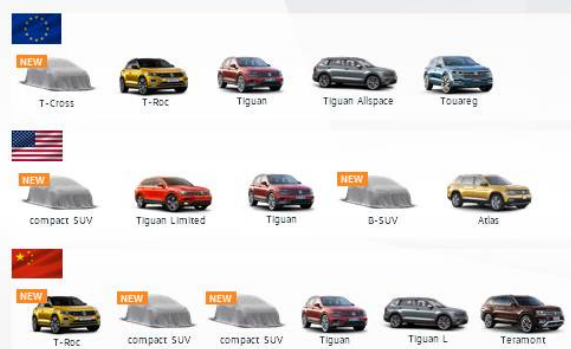 NEW
T-Cross
T-Roc
Tiguan
Tiguan Allspace
Touareg
NEW
compact SUV
Tiguan Limited
Tiguan
NEW
B-SUV
Atlas
NEW
T-Roc
NEW
compact SUV
NEW
compact SUV
Tiguan
Tiguan L
Teramont